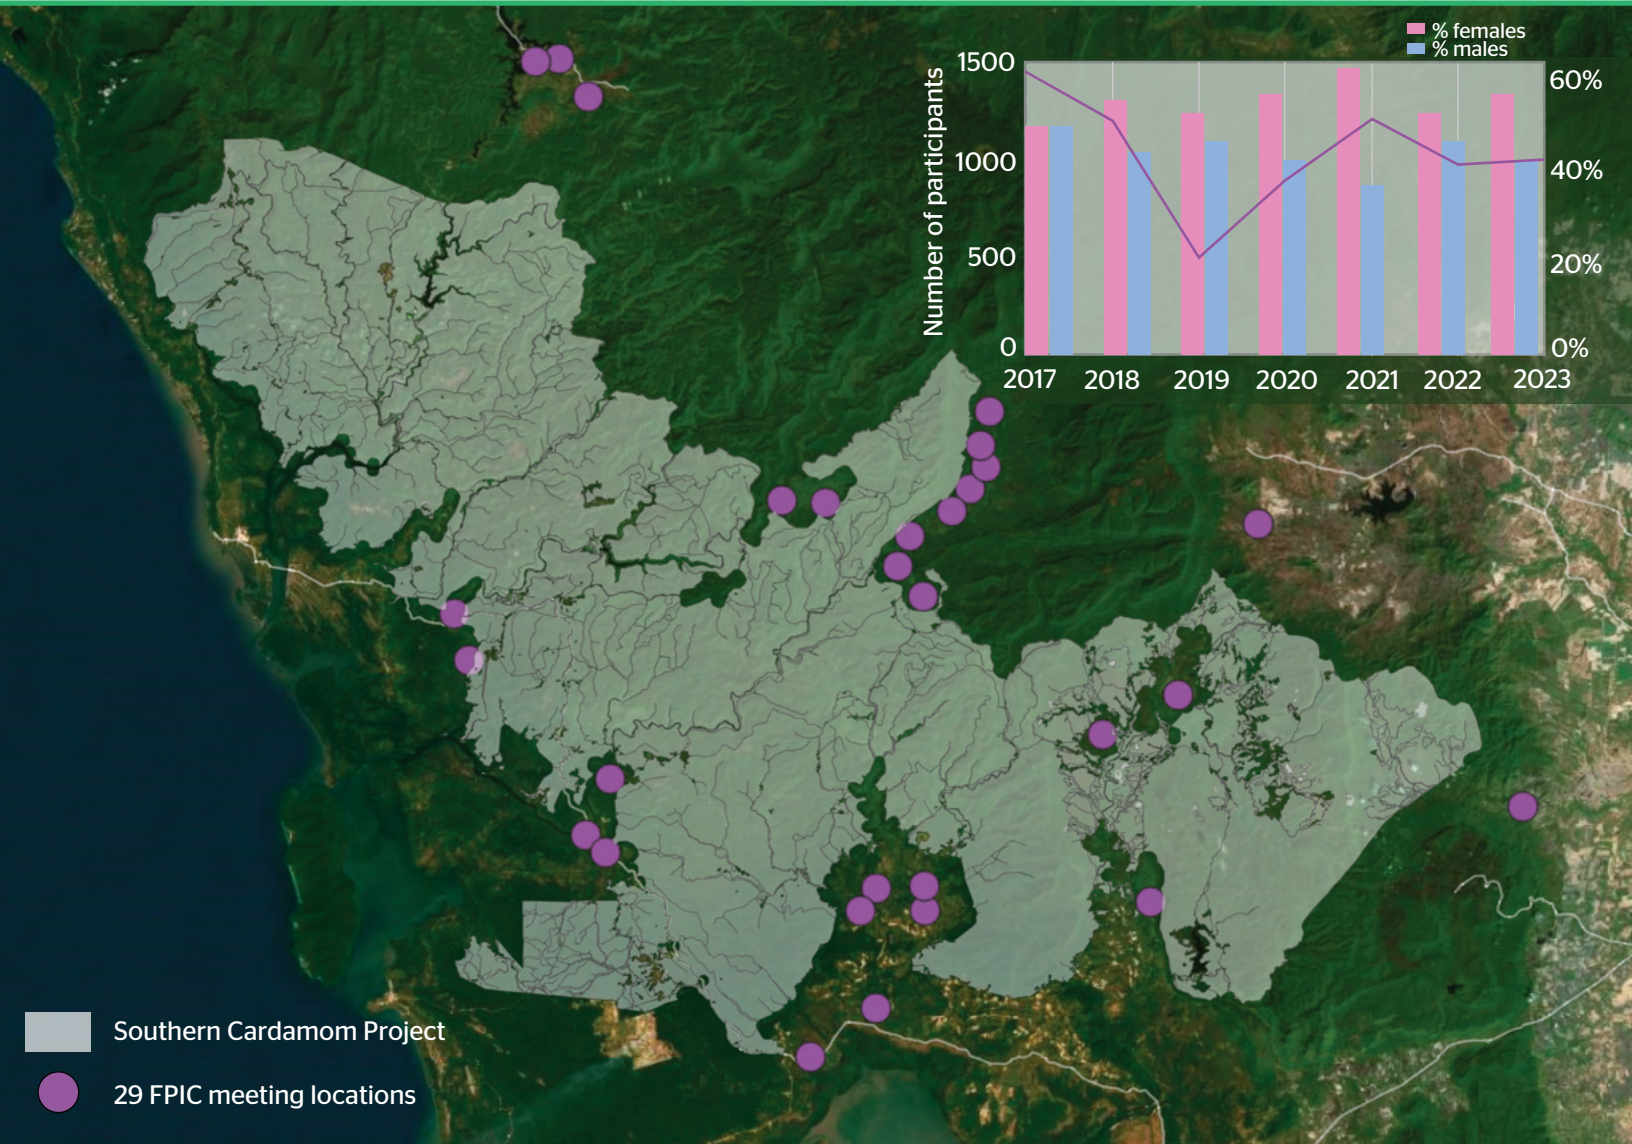 % females
% males
Number of participants
1500
1000
500
0
60%
40%
20%
0%
2017 2018 2019 2020 2021 2022 2023
Southern Cardamom Project
29 FPIC meeting locations